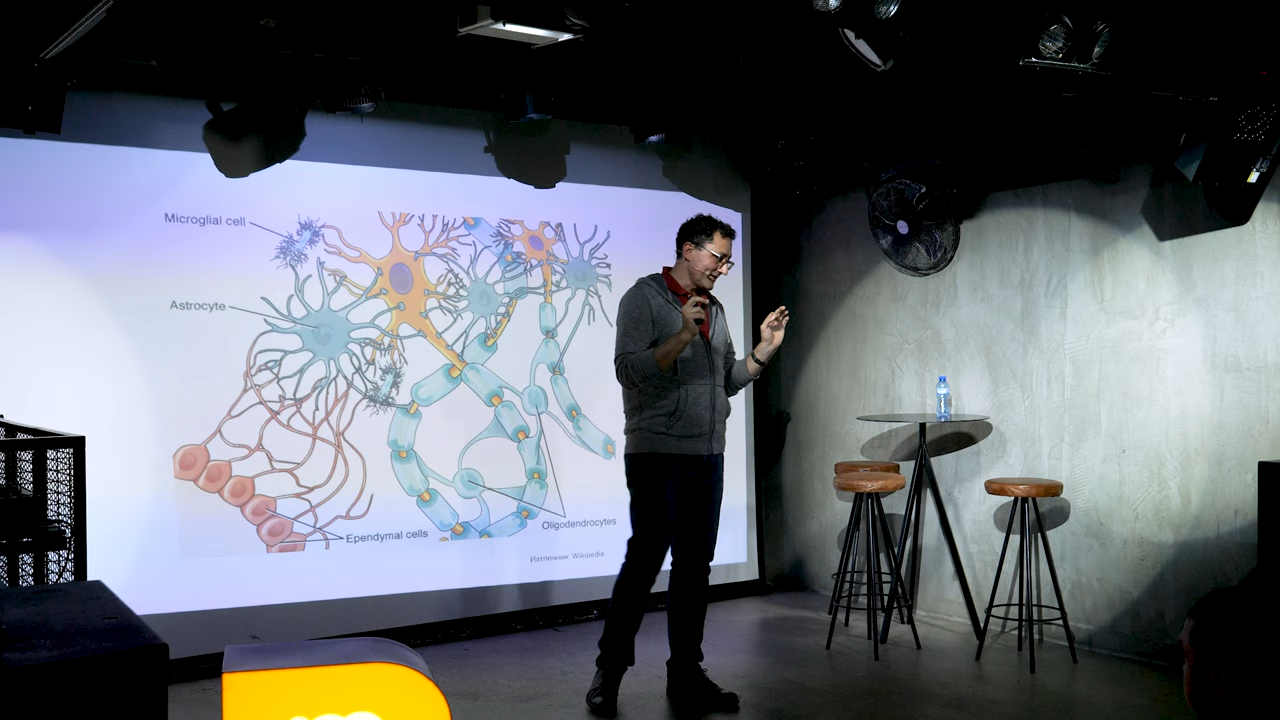 Microglial cell
Astrocyte
Oligodendrocytes
Ependymal cells
Източник: Wikipedia